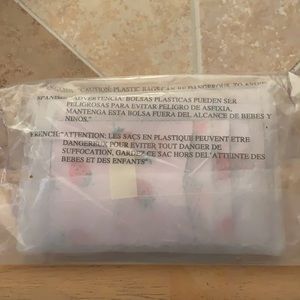 CAUTION: PLASTIC BAGS CAN BE DANGEROUS. TO AVOID
SPANISH: "ADVERTENCIA: BOLSAS PLASTICAS PUEDEN SER
PELIGROSAS PARA EVITAR PELIGRO DE ASFIXIA,
MANTENGA ESTA BOLSA FUERA DEL ALCANCE DE BEBES Y
NINOS."
FRENCH: "ATTENTION: LES SACS EN PLASTIQUE PEUVENT ETRE
DANGEREUX POUR EVITER TOUT DANGER DE
SUFFOCATION, GARDEZ CE SAC HORS DEL'ATTEINTE DES
BEBES ET DES ENFANTS"